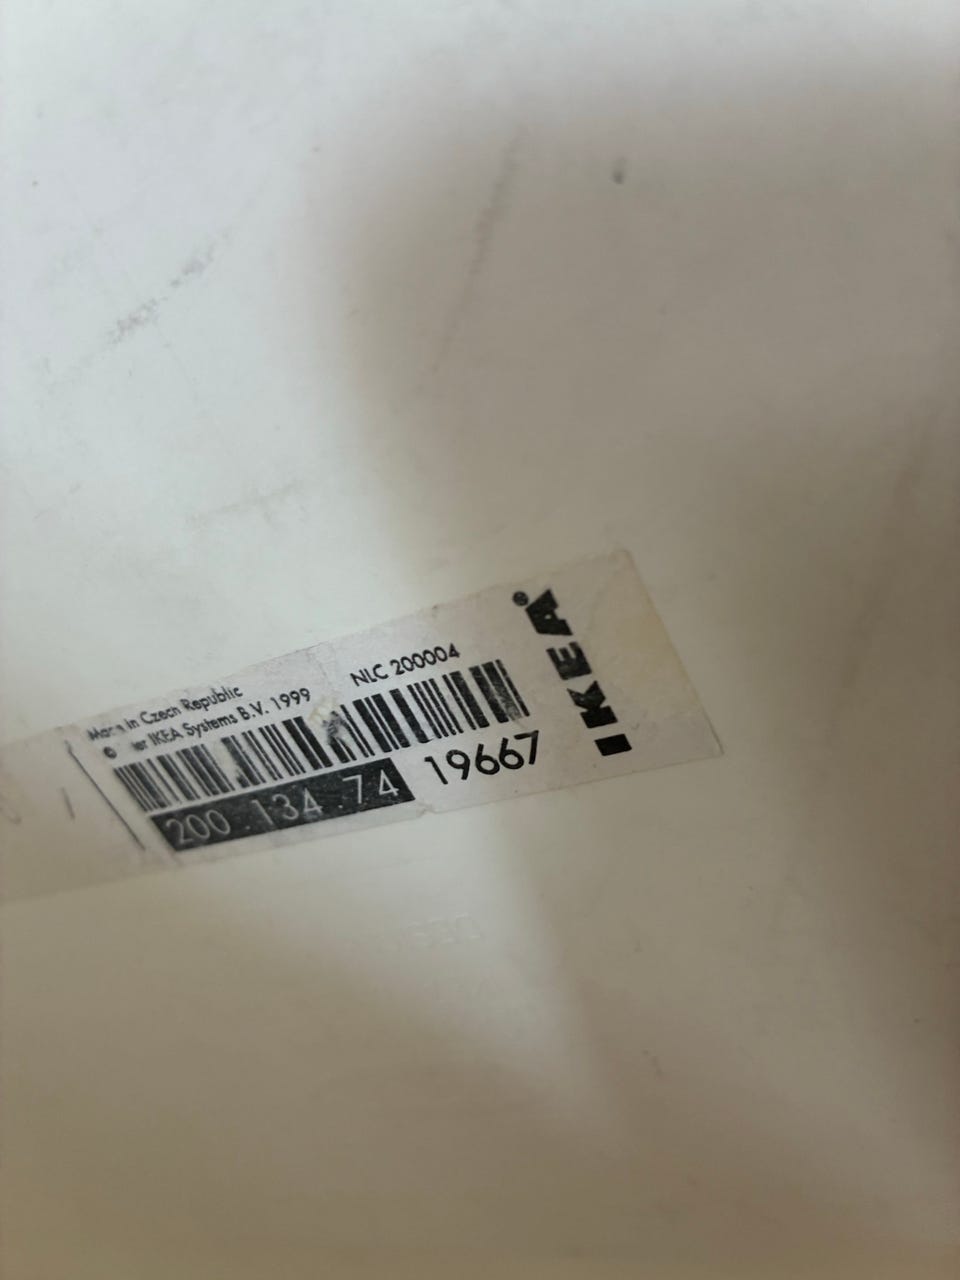 Made in Czech Republic
© Inter IKEA Systems B.V. 1999
NLC 200004
200.134.74
19667
IKEA®